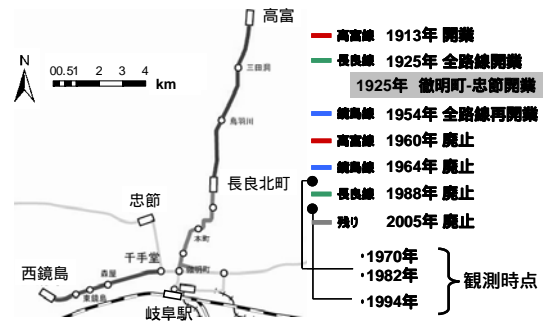 高富
N
00.51 2 3 4
km
三田洞
鳥羽川
長良北町
忠節
本町
千手堂
徹明町
西鏡島
森屋
東鏡島
岐阜駅
高富線 1913年 開業
長良線 1925年 全路線開業
1925年 徹明町-忠節開業
鏡島線 1954年 全路線再開業
高富線 1960年 廃止
鏡島線 1964年 廃止
長良線 1988年 廃止
残り 2005年 廃止
・1970年
・1982年
・1994年
観測時点